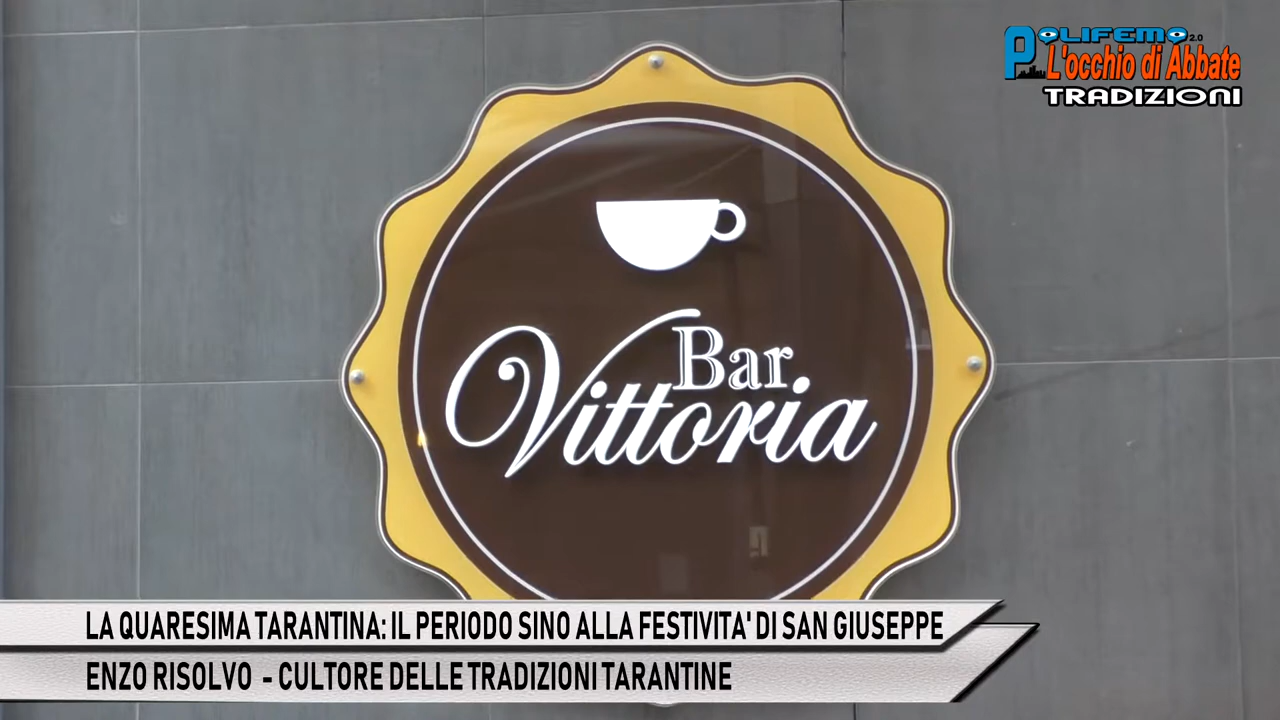 POLIFEMO 2.0
L'occhio di Abbate
TRADIZIONI
Bar
Vittoria
LA QUARESIMA TARANTINA: IL PERIODO SINO ALLA FESTIVITA' DI SAN GIUSEPPE
ENZO RISOLVO - CULTORE DELLE TRADIZIONI TARANTINE